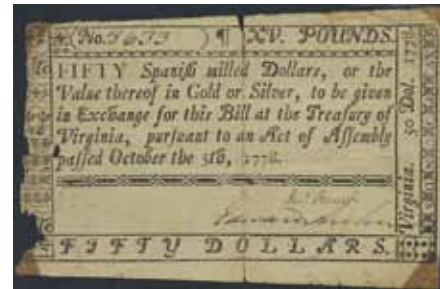 (No. 5633) ¶ XV. POUNDS.
FIFTY Spaniſh milled Dollars, or the
Value thereof in Gold or Silver, to be given
in Exchange for this Bill at the Treaſury of
Virginia, purſuant to an Act of Aſſembly
paſſed October the 5th, 1778.
FIFTY DOLLARS.
Virginia. 50 Dol. 1778.